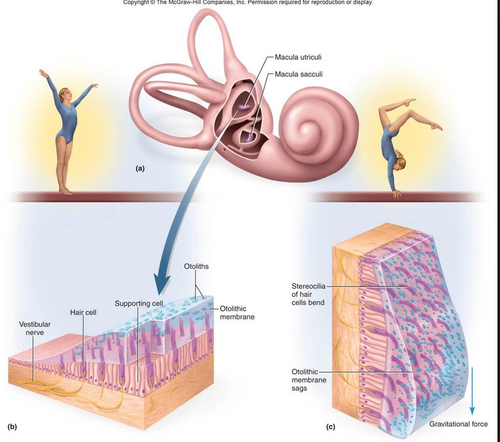 Copyright © The McGraw-Hill Companies, Inc. Permission required for reproduction or display.
Macula utriculi
Macula sacculi
(a)
Otoliths
Supporting cell
Hair cell
Otolithic
membrane
Vestibular
nerve
(b)
Stereocilia
of hair
cells bend
Otolithic
membrane
sags
Gravitational force
(c)